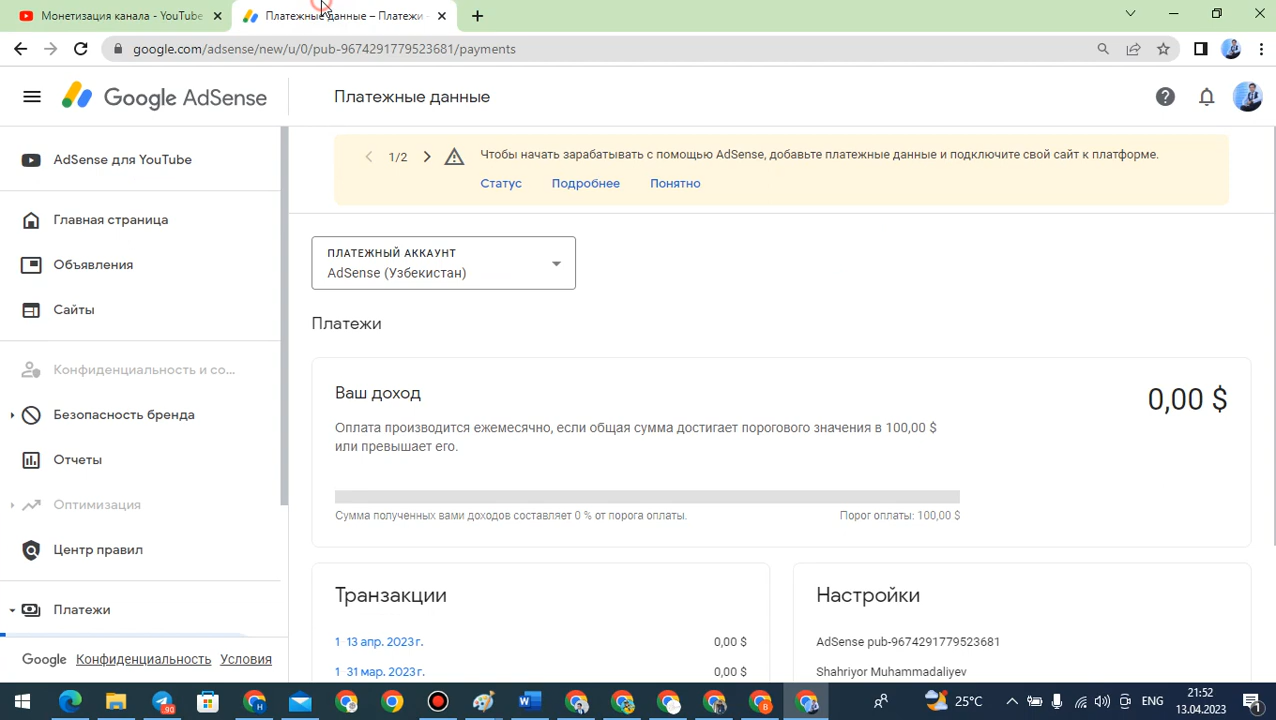 Монетизация канала - YouTube
Платежные данные – Платежи -
google.com/adsense/new/u/0/pub-9674291779523681/payments
Google AdSense
Платежные данные
AdSense для YouTube
Главная страница
Объявления
Сайты
Конфиденциальность и со...
Безопасность бренда
Отчеты
Оптимизация
Центр правил
Платежи
Google Конфиденциальность Условия
1/2
Чтобы начать зарабатывать с помощью AdSense, добавьте платежные данные и подключите свой сайт к платформе.
Статус Подробнее Понятно
ПЛАТЕЖНЫЙ АККАУНТ
AdSense (Узбекистан)
Платежи
Ваш доход
0,00 $
Оплата производится ежемесячно, если общая сумма достигает порогового значения в 100,00 $
или превышает его.
Сумма полученных вами доходов составляет 0 % от порога оплаты.
Порог оплаты: 100,00 $
Транзакции
1 13 апр. 2023 г. 0,00 $
1 31 мар. 2023 г. 0,00 $
Настройки
AdSense pub-9674291779523681
Shahriyor Muhammadaliyev
90
25°C
ENG
21:52
13.04.2023
1